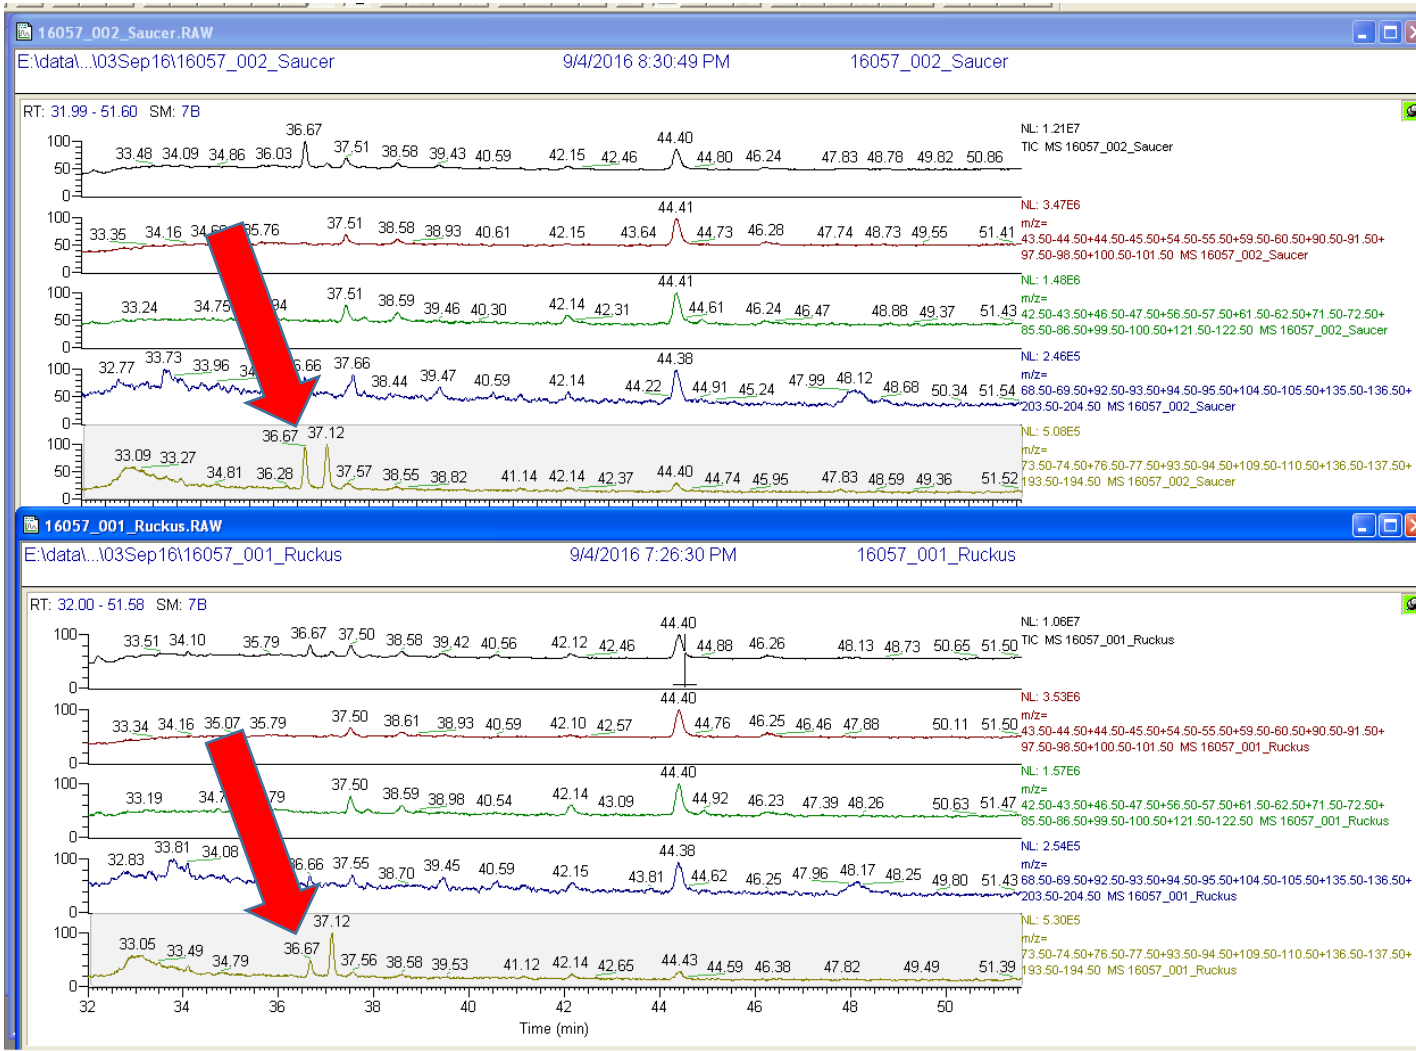 16057_002_Saucer.RAW
E:\data\...\03Sep16\16057_002_Saucer 9/4/2016 8:30:49 PM 16057_002_Saucer
RT: 31.99 - 51.60 SM: 7B
NL: 1.21E7
TIC MS 16057_002_Saucer
100
50
0
33.48 34.09 34.86 36.03 36.67 37.51 38.58 39.43 40.59 42.15 42.46 44.40 44.80 46.24 47.83 48.78 49.82 50.86
NL: 3.47E6
m/z=
43.50-44.50+44.50-45.50+54.50-55.50+59.50-60.50+90.50-91.50+
97.50-98.50+100.50-101.50 MS 16057_002_Saucer
100
50
0
33.35 34.16 37.51 38.58 38.93 40.61 42.15 43.64 44.41 44.73 46.28 47.74 48.73 49.55 51.41
NL: 1.48E6
m/z=
42.50-43.50+46.50-47.50+56.50-57.50+61.50-62.50+71.50-72.50+
85.50-86.50+99.50-100.50+121.50-122.50 MS 16057_002_Saucer
100
50
0
33.24 34.75 37.51 38.59 39.46 40.30 42.14 42.31 44.41 44.61 46.24 46.47 48.88 49.37 51.43
NL: 2.46E5
m/z=
68.50-69.50+92.50-93.50+94.50-95.50+104.50-105.50+135.50-136.50+
203.50-204.50 MS 16057_002_Saucer
100
50
0
32.77 33.73 33.96 37.66 38.44 39.47 40.59 42.14 44.22 44.38 44.91 45.24 47.99 48.12 48.68 50.34 51.54
NL: 5.08E5
m/z=
73.50-74.50+76.50-77.50+93.50-94.50+109.50-110.50+136.50-137.50+
193.50-194.50 MS 16057_002_Saucer
100
50
0
33.09 33.27 34.81 36.28 36.67 37.12 37.57 38.55 38.82 41.14 42.14 42.37 44.40 44.74 45.95 47.83 48.59 49.36 51.52
16057_001_Ruckus.RAW
E:\data\...\03Sep16\16057_001_Ruckus 9/4/2016 7:26:30 PM 16057_001_Ruckus
RT: 32.00 - 51.58 SM: 7B
NL: 1.06E7
TIC MS 16057_001_Ruckus
100
0
33.51 34.10 35.79 36.67 37.50 38.58 39.42 40.56 42.12 42.46 44.40 44.88 46.26 48.13 48.73 50.65 51.50
NL: 3.53E6
m/z=
43.50-44.50+44.50-45.50+54.50-55.50+59.50-60.50+90.50-91.50+
97.50-98.50+100.50-101.50 MS 16057_001_Ruckus
100
0
33.34 34.16 35.07 35.79 37.50 38.61 38.93 40.59 42.10 42.57 44.40 44.76 46.25 46.46 47.88 50.11 51.50
NL: 1.57E6
m/z=
42.50-43.50+46.50-47.50+56.50-57.50+61.50-62.50+71.50-72.50+
85.50-86.50+99.50-100.50+121.50-122.50 MS 16057_001_Ruckus
100
0
33.19 37.50 38.59 38.98 40.54 42.14 43.09 44.40 44.92 46.23 47.39 48.26 50.63 51.47
NL: 2.54E5
m/z=
68.50-69.50+92.50-93.50+94.50-95.50+104.50-105.50+135.50-136.50+
203.50-204.50 MS 16057_001_Ruckus
100
0
32.83 33.81 34.08 37.55 38.70 39.45 40.59 42.15 43.81 44.38 44.62 46.25 47.96 48.17 48.25 49.80 51.43
NL: 5.30E5
m/z=
73.50-74.50+76.50-77.50+93.50-94.50+109.50-110.50+136.50-137.50+
193.50-194.50 MS 16057_001_Ruckus
100
0
33.05 33.49 34.79 36.67 37.12 37.56 38.58 39.53 41.12 42.14 42.65 44.43 44.59 46.38 47.82 49.49 51.39
32 34 36 38 40 42 44 46 48 50
Time (min)